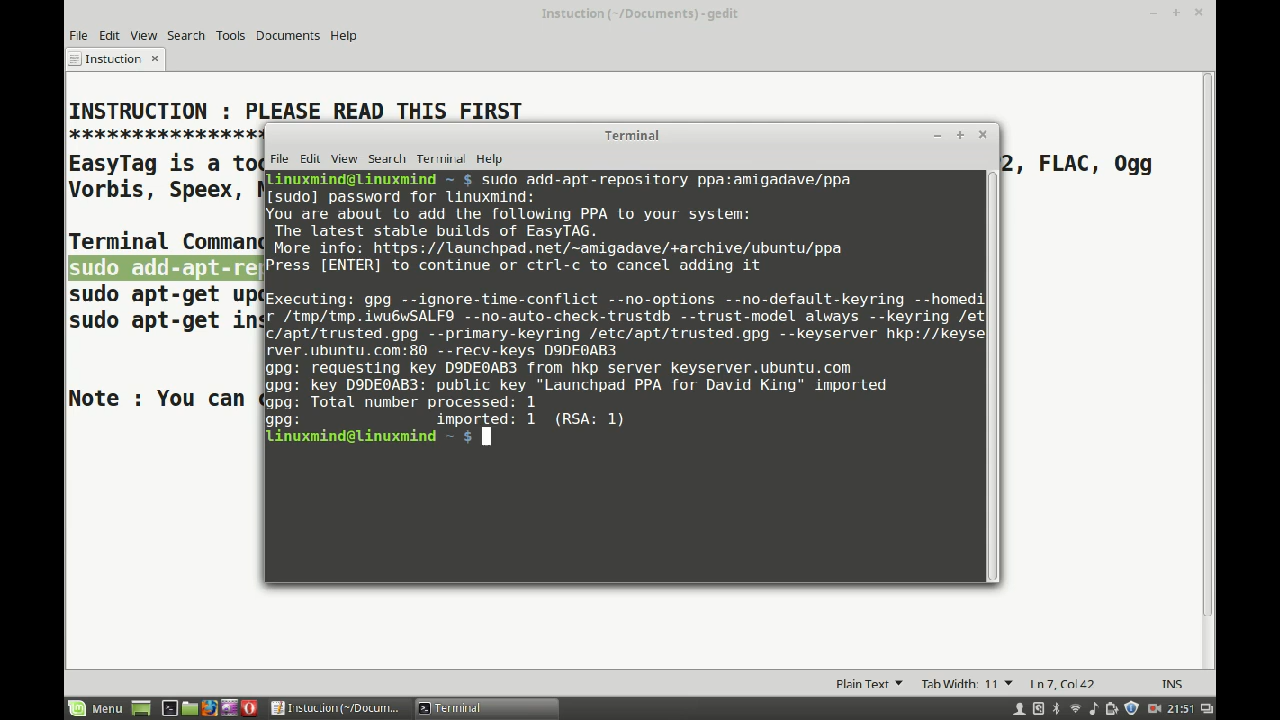 Instuction (~/Documents) - gedit
File Edit View Search Tools Documents Help
Instuction
INSTRUCTION : PLEASE READ THIS FIRST
EasyTag is a 2, FLAC, Ogg
Vorbis, Speex,
Terminal
sudo
sudo apt-get
sudo apt-get
Note : You can
Terminal
File Edit View Search Terminal Help
linuxmind@linuxmind ~ $ sudo add-apt-repository ppa:amigadave/ppa
[sudo] password for linuxmind:
You are about to add the following PPA to your system:
The latest stable builds of EasyTAG.
More info: https://launchpad.net/~amigadave/+archive/ubuntu/ppa
Press [ENTER] to continue or ctrl-c to cancel adding it
Executing: gpg --ignore-time-conflict --no-options --no-default-keyring --homedi
r /tmp/tmp.iwu6wSALF9 --no-auto-check-trustdb --trust-model always --keyring /et
c/apt/trusted.gpg --primary-keyring /etc/apt/trusted.gpg --keyserver hkp://keyse
rver.ubuntu.com:80 --recv-keys D9DE0AB3
gpg: requesting key D9DE0AB3 from hkp server keyserver.ubuntu.com
gpg: key D9DE0AB3: public key "Launchpad PPA for David King" imported
gpg: Total number processed: 1
gpg: imported: 1 (RSA: 1)
linuxmind@linuxmind ~ $
Plain Text Tab Width: 11 Ln 7, Col 42 INS
Menu Instuction (~/Docum... Terminal 21:51